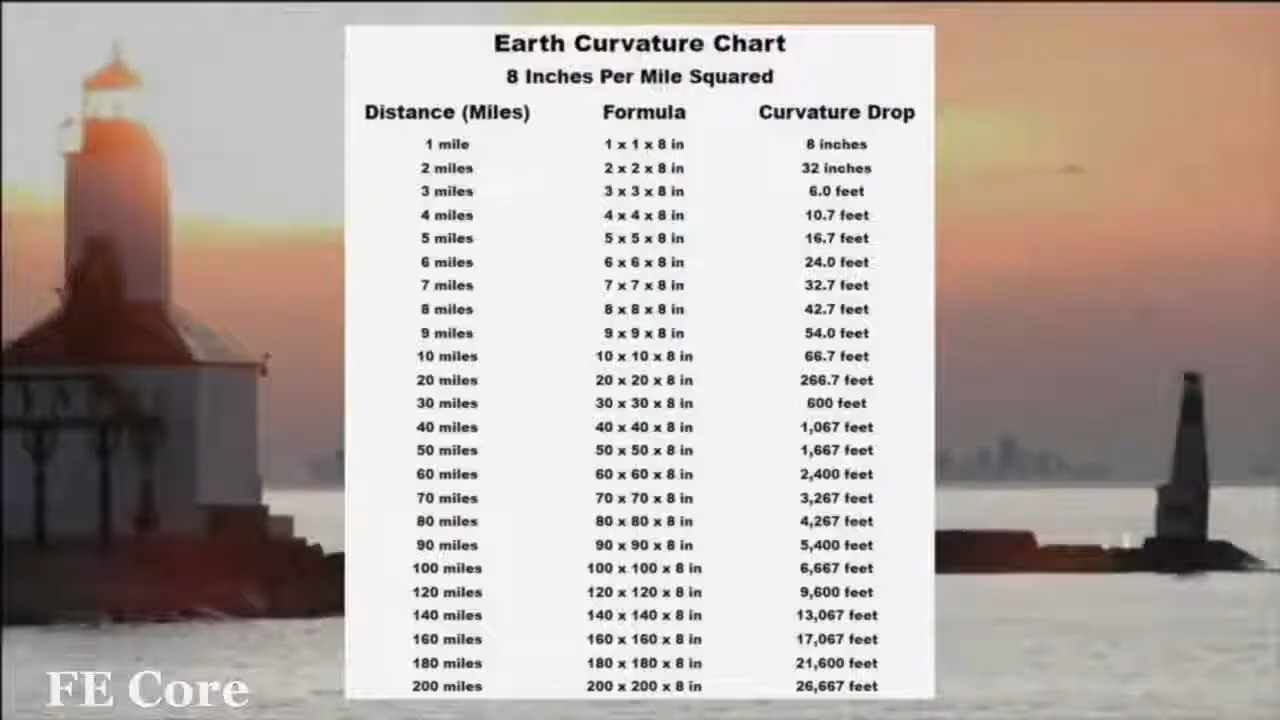 Earth Curvature Chart
8 Inches Per Mile Squared
Distance (Miles) Formula Curvature Drop
1 mile 1 x 1 x 8 in 8 inches
2 miles 2 x 2 x 8 in 32 inches
3 miles 3 x 3 x 8 in 6.0 feet
4 miles 4 x 4 x 8 in 10.7 feet
5 miles 5 x 5 x 8 in 16.7 feet
6 miles 6 x 6 x 8 in 24.0 feet
7 miles 7 x 7 x 8 in 32.7 feet
8 miles 8 x 8 x 8 in 42.7 feet
9 miles 9 x 9 x 8 in 54.0 feet
10 miles 10 x 10 x 8 in 66.7 feet
20 miles 20 x 20 x 8 in 266.7 feet
30 miles 30 x 30 x 8 in 600 feet
40 miles 40 x 40 x 8 in 1,067 feet
50 miles 50 x 50 x 8 in 1,667 feet
60 miles 60 x 60 x 8 in 2,400 feet
70 miles 70 x 70 x 8 in 3,267 feet
80 miles 80 x 80 x 8 in 4,267 feet
90 miles 90 x 90 x 8 in 5,400 feet
100 miles 100 x 100 x 8 in 6,667 feet
120 miles 120 x 120 x 8 in 9,600 feet
140 miles 140 x 140 x 8 in 13,067 feet
160 miles 160 x 160 x 8 in 17,067 feet
180 miles 180 x 180 x 8 in 21,600 feet
200 miles 200 x 200 x 8 in 26,667 feet
FE Core